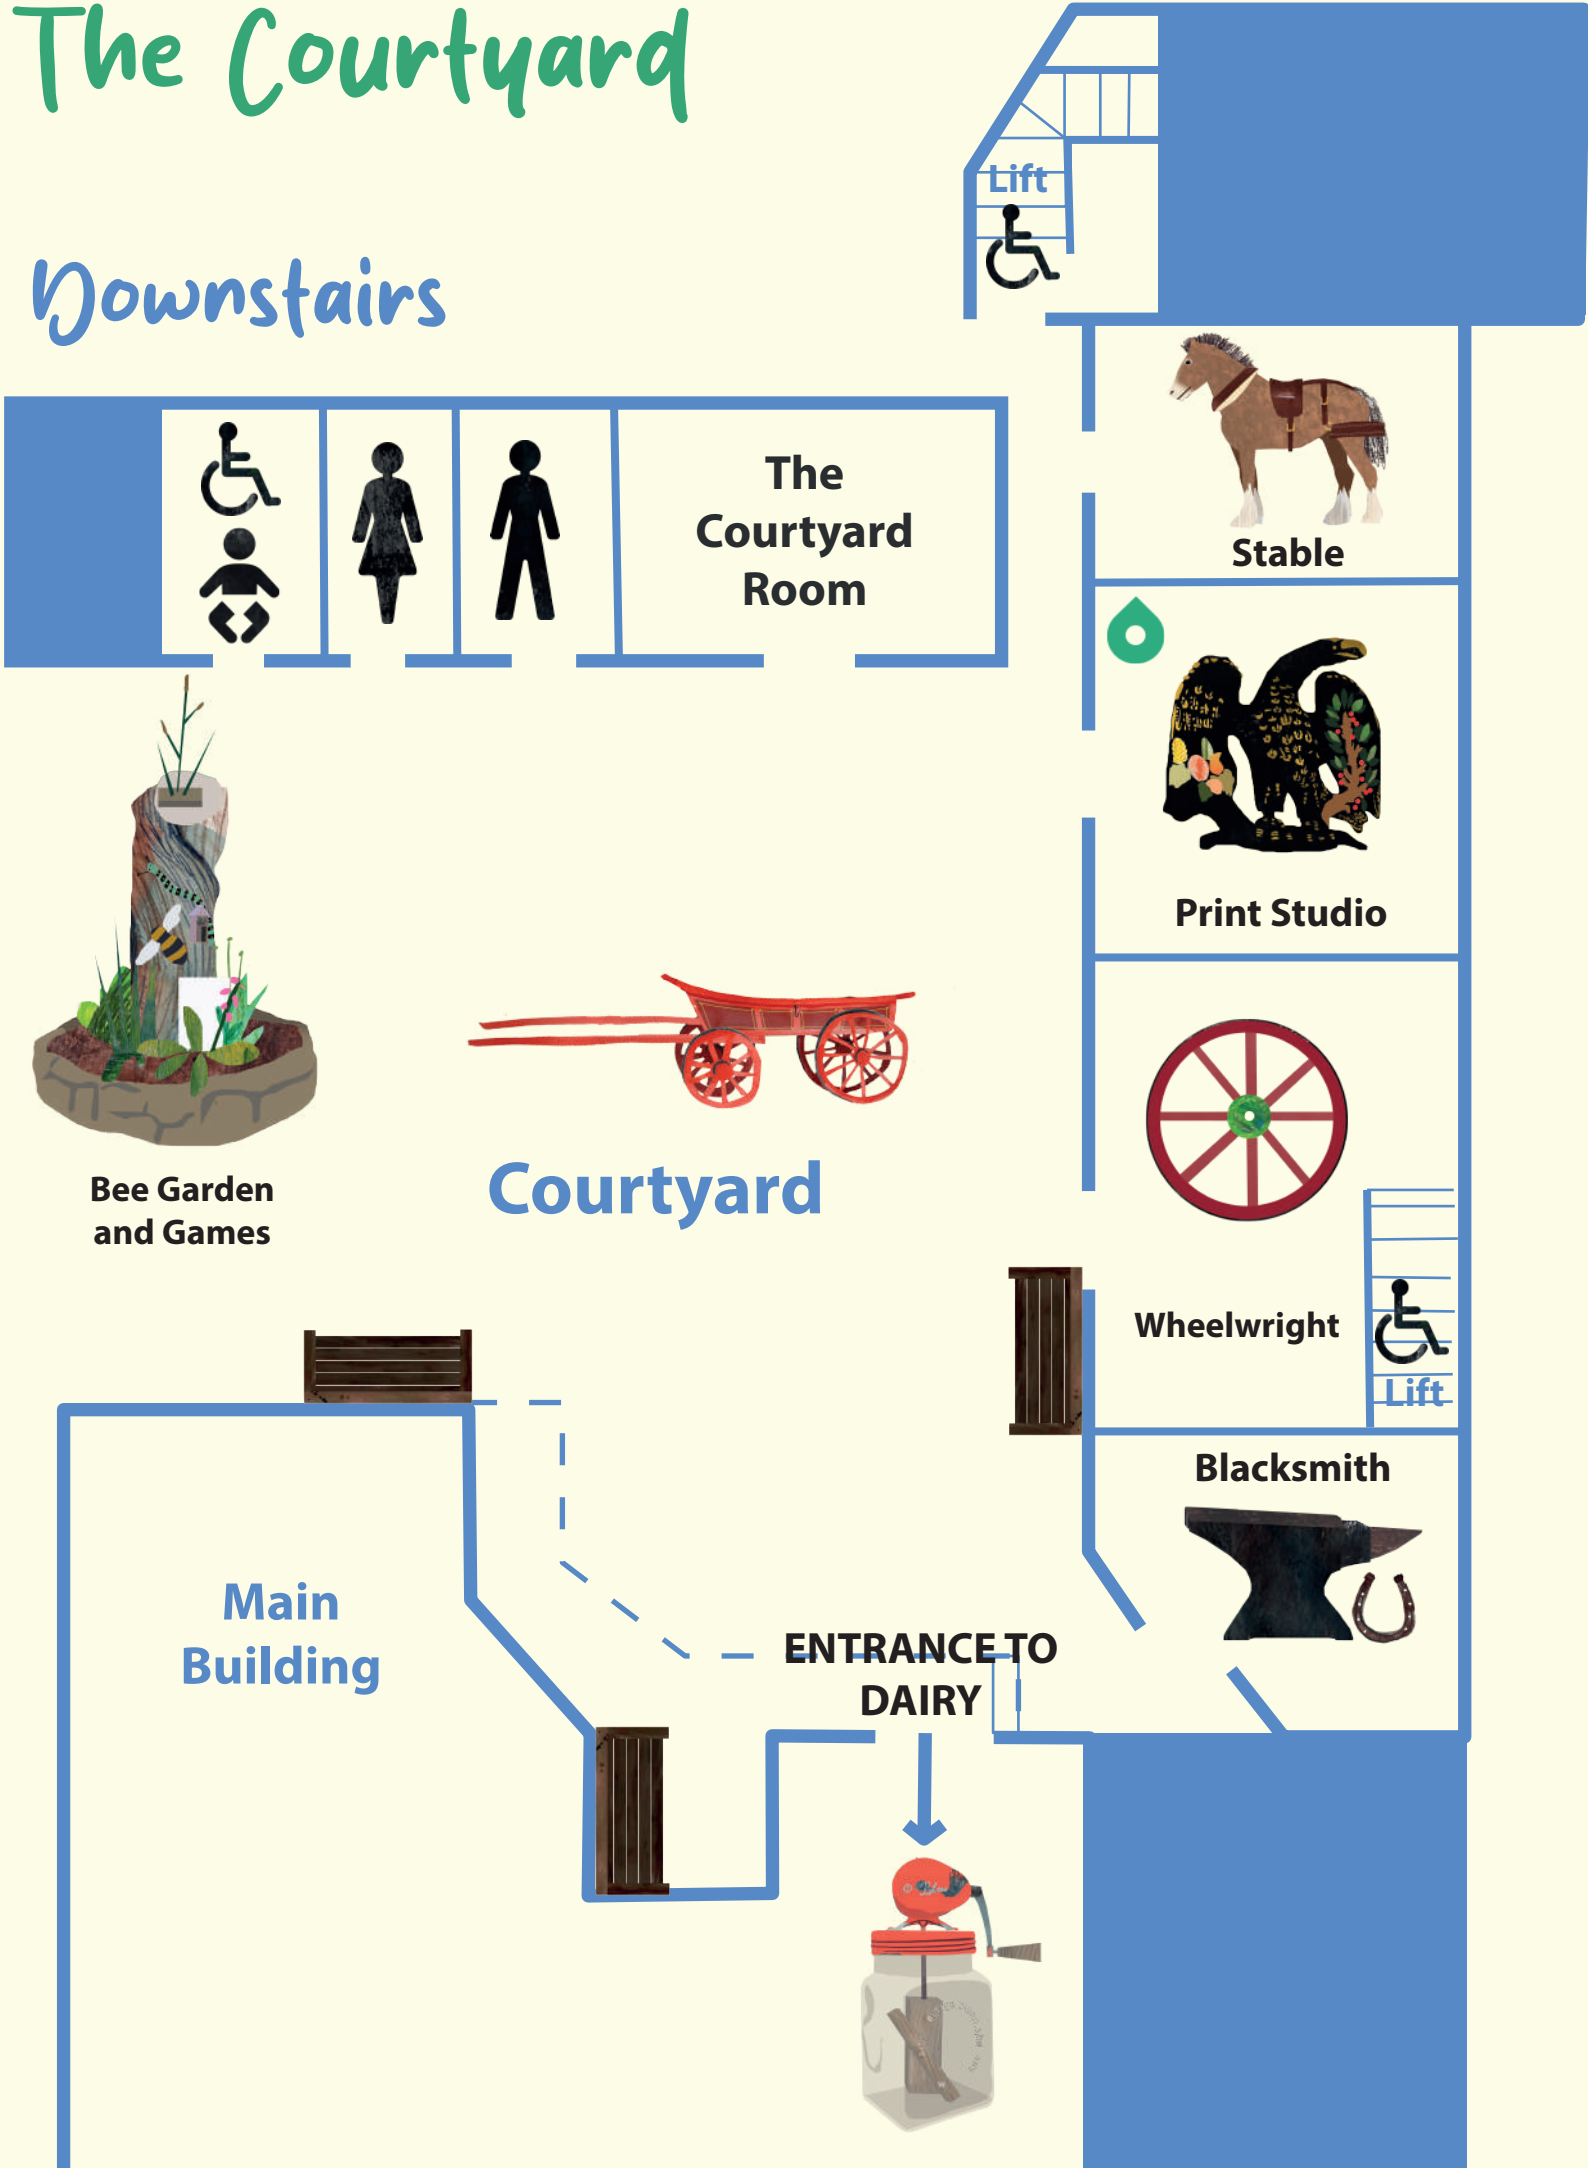 The Courtyard
Downstairs
Lift
The
Courtyard
Room
Stable
Print Studio
Bee Garden
and Games
Courtyard
Wheelwright
Lift
Blacksmith
Main
Building
ENTRANCE TO
DAIRY